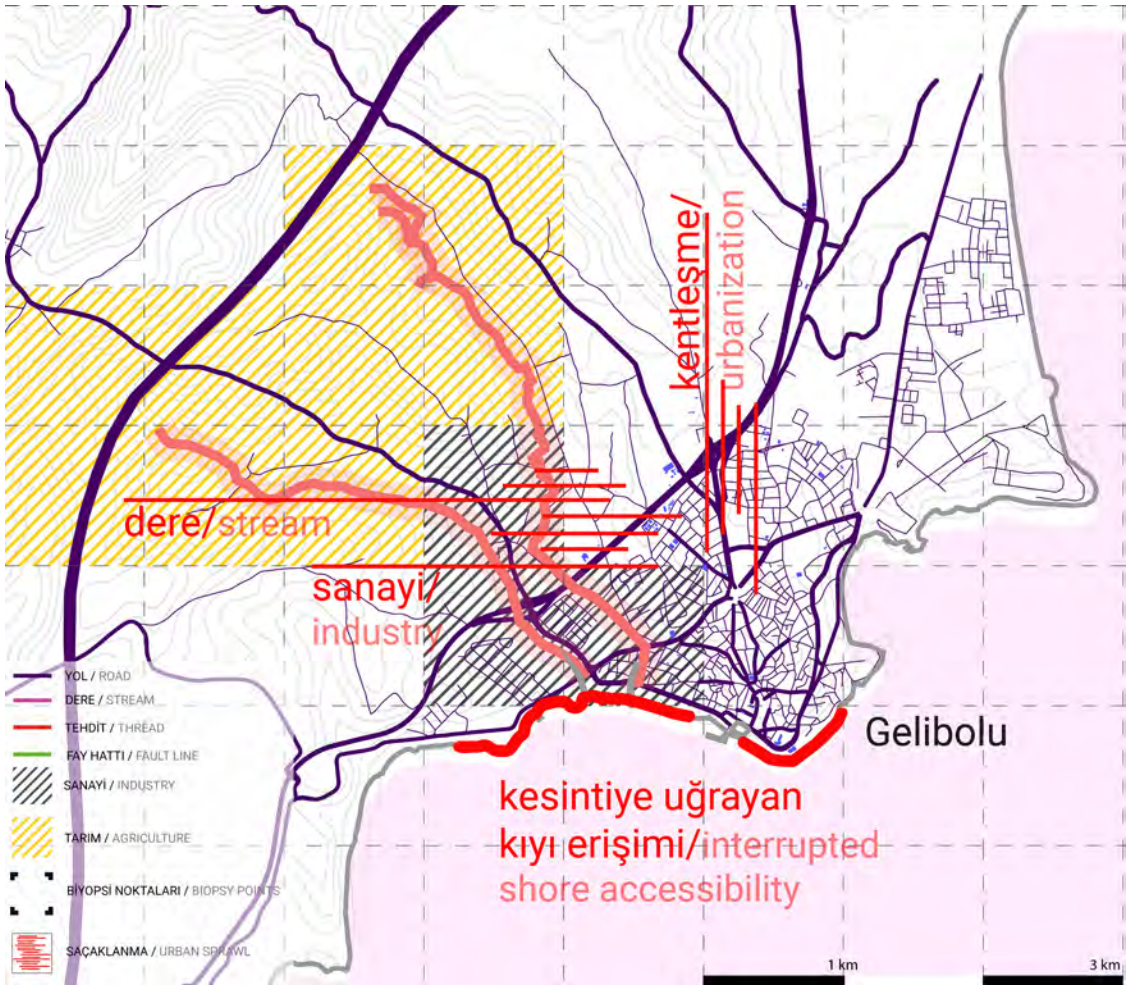 kentleşme/
urbanization
dere/stream
sanayi/
industry
YOL / ROAD
DERE / STREAM
TEHDİT / THREAD
FAY HATTI / FAULT LINE
SANAYİ / INDUSTRY
TARIM / AGRICULTURE
BİYOPSİ NOKTALARI / BIOPSY POINTS
SAÇAKLANMA / URBAN SPRAWL
Gelibolu
kesintiye uğrayan
kıyı erişimi/interrupted
shore accessibility
1 km
3 km